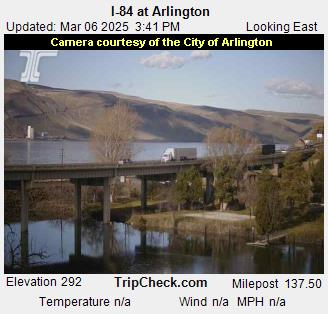 I-84 at Arlington
Updated: Mar 06 2025 3:41 PM Looking East
Camera courtesy of the City of Arlington
Elevation 292 TripCheck.com Milepost 137.50
Temperature n/a Wind n/a MPH n/a